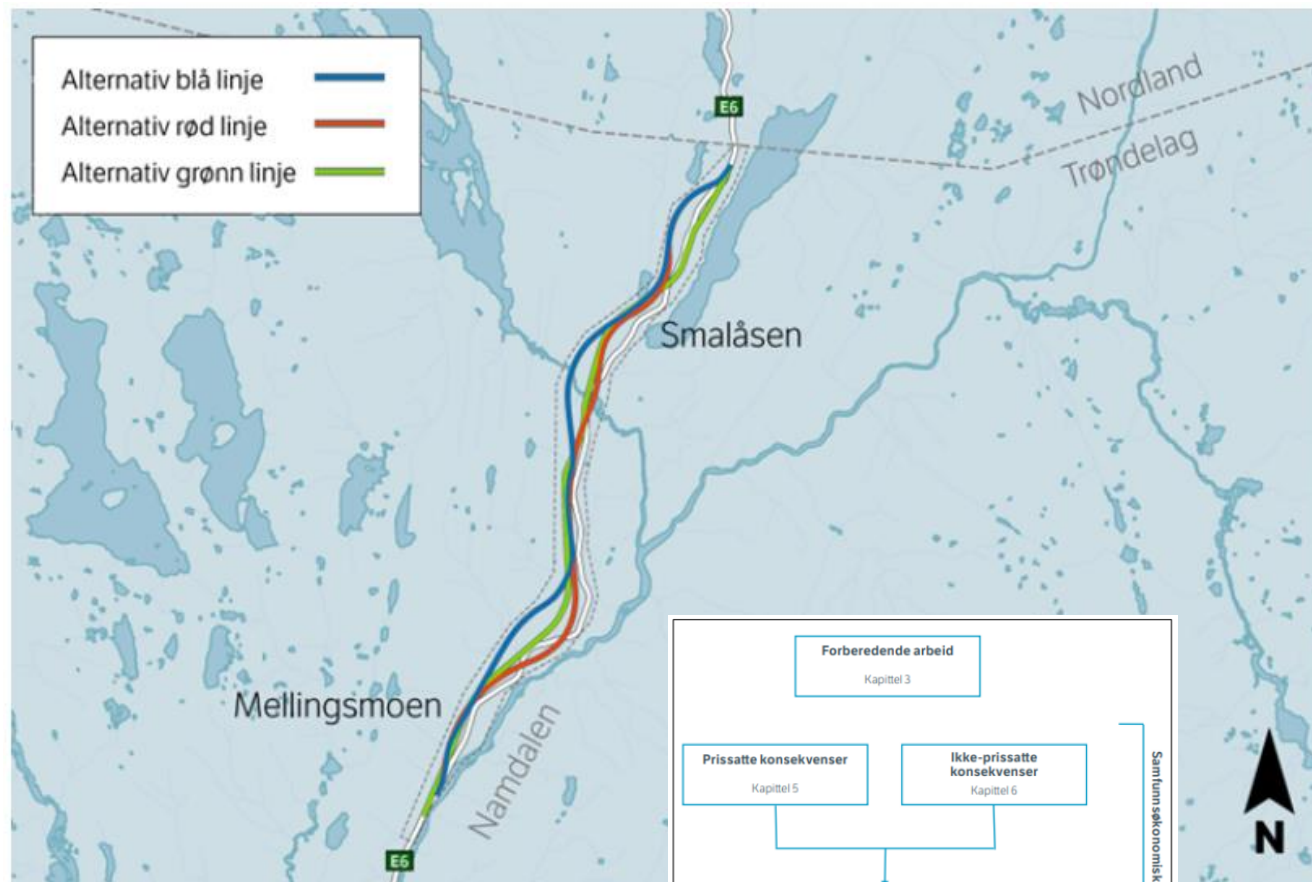 Alternativ blå linje
Alternativ rød linje
Alternativ grønn linje
E6
Nordland
Trøndelag
Smalåsen
Mellingsmoen
Namdalen
E6
Forberedende arbeid
Kapittel 3
Prissatte konsekvenser
Kapittel 5
Ikke-prissatte
konsekvenser
Kapittel 6
Samfunnsøkonomisk
N